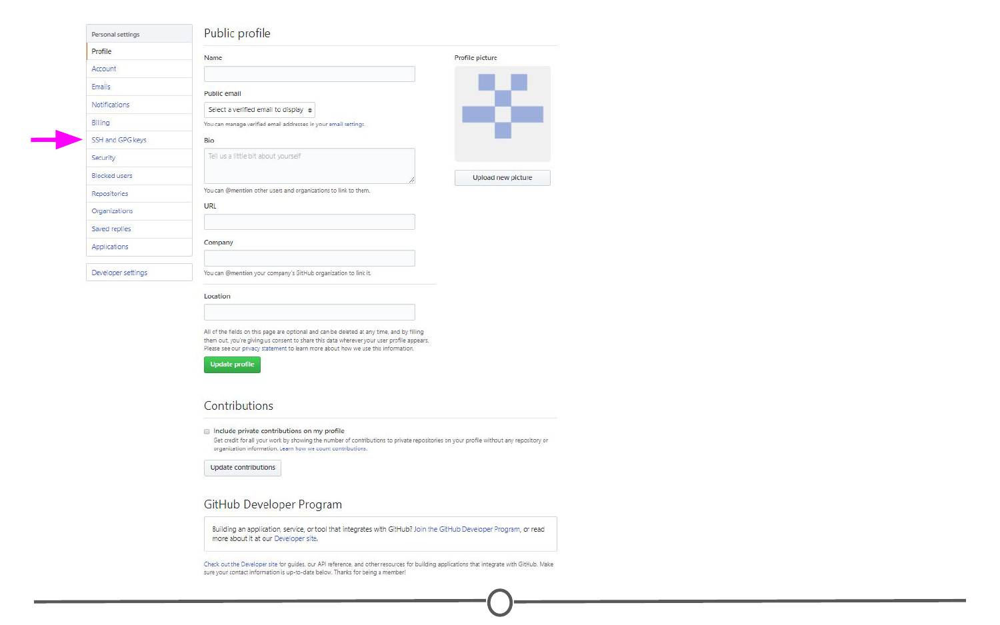 Personal settings
Profile
Account
Emails
Notifications
Billing
SSH and GPG keys
Security
Blocked users
Repositories
Organizations
Saved replies
Applications
Developer settings
Public profile
Name
Public email
Select a verified email to display
You can manage verified email addresses in your email settings.
Bio
Tell us a little bit about yourself
You can @mention other users and organizations to link to them.
URL
Company
You can @mention your company's GitHub organization to link it.
Location
All of the fields on this page are optional and can be deleted at any time, and by filling
them out, you're giving us consent to share this data wherever your user profile appears.
Please see our privacy statement to learn more about how we use this information.
Update profile
Profile picture
Upload new picture
Contributions
Include private contributions on my profile
Get credit for all your work by showing the number of contributions to private repositories on your profile without any repository or
organization information. Learn how we count contributions.
Update contributions
GitHub Developer Program
Building an application, service, or tool that integrates with GitHub? Join the GitHub Developer Program, or read
more about it at our Developer site.
Check out the Developer site for guides, our API reference, and other resources for building applications that integrate with GitHub. Make
sure your contact information is up-to-date below. Thanks for being a member!